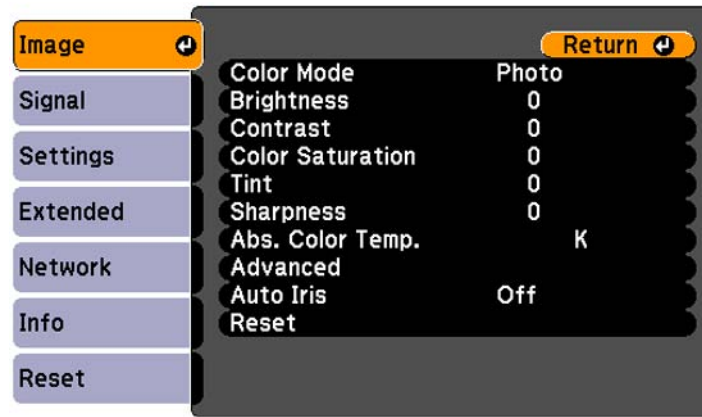 Image
Signal
Settings
Extended
Network
Info
Reset
Return
Color Mode Photo
Brightness 0
Contrast 0
Color Saturation 0
Tint 0
Sharpness 0
Abs. Color Temp. K
Advanced
Auto Iris Off
Reset